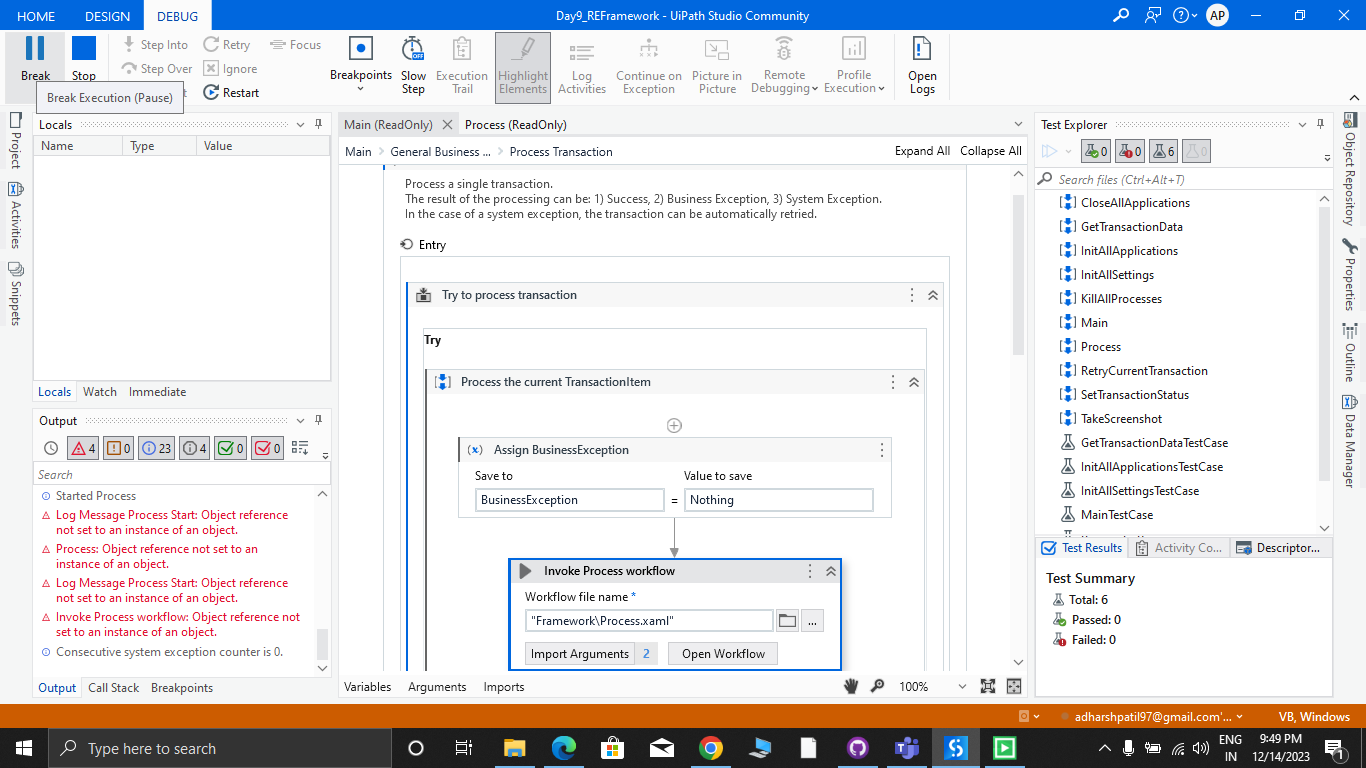 HOME
DESIGN
DEBUG
Day9_REFramework - UiPath Studio Community
AP
Break
Stop
Step Into
Step Over
Retry
Ignore
Restart
Focus
Breakpoints
Slow Step
Execution Trail
Highlight Elements
Log Activities
Continue on Exception
Picture in Picture
Remote Debugging
Profile Execution
Open Logs
Break Execution (Pause)
Project
Activities
Snippets
Locals
Name Type Value
Locals Watch Immediate
Output
4 0 23 4 0 0
Search
Started Process
Log Message Process Start: Object reference
not set to an instance of an object.
Process: Object reference not set to an
instance of an object.
Log Message Process Start: Object reference
not set to an instance of an object.
Invoke Process workflow: Object reference not
set to an instance of an object.
Consecutive system exception counter is 0.
Output Call Stack Breakpoints
Main (ReadOnly) Process (ReadOnly)
Main General Business ... Process Transaction
Expand All Collapse All
Process a single transaction.
The result of the processing can be: 1) Success, 2) Business Exception, 3) System Exception.
In the case of a system exception, the transaction can be automatically retried.
Entry
Try to process transaction
Try
Process the current TransactionItem
(x) Assign BusinessException
Save to Value to save
BusinessException = Nothing
Invoke Process workflow
Workflow file name *
"Framework\Process.xaml"
...
Import Arguments 2 Open Workflow
Variables Arguments Imports
100%
Test Explorer
0 0 6 0
Search files (Ctrl+Alt+T)
CloseAllApplications
GetTransactionData
InitAllApplications
InitAllSettings
KillAllProcesses
Main
Process
RetryCurrentTransaction
SetTransactionStatus
TakeScreenshot
GetTransactionDataTestCase
InitAllApplicationsTestCase
InitAllSettingsTestCase
MainTestCase
Test Results Activity Co... Descriptor...
Test Summary
Total: 6
Passed: 0
Failed: 0
Object Repository
Properties
Outline
Data Manager
adharshpatil97@gmail.com'...
VB, Windows
Type here to search
ENG
IN
9:49 PM
12/14/2023
1